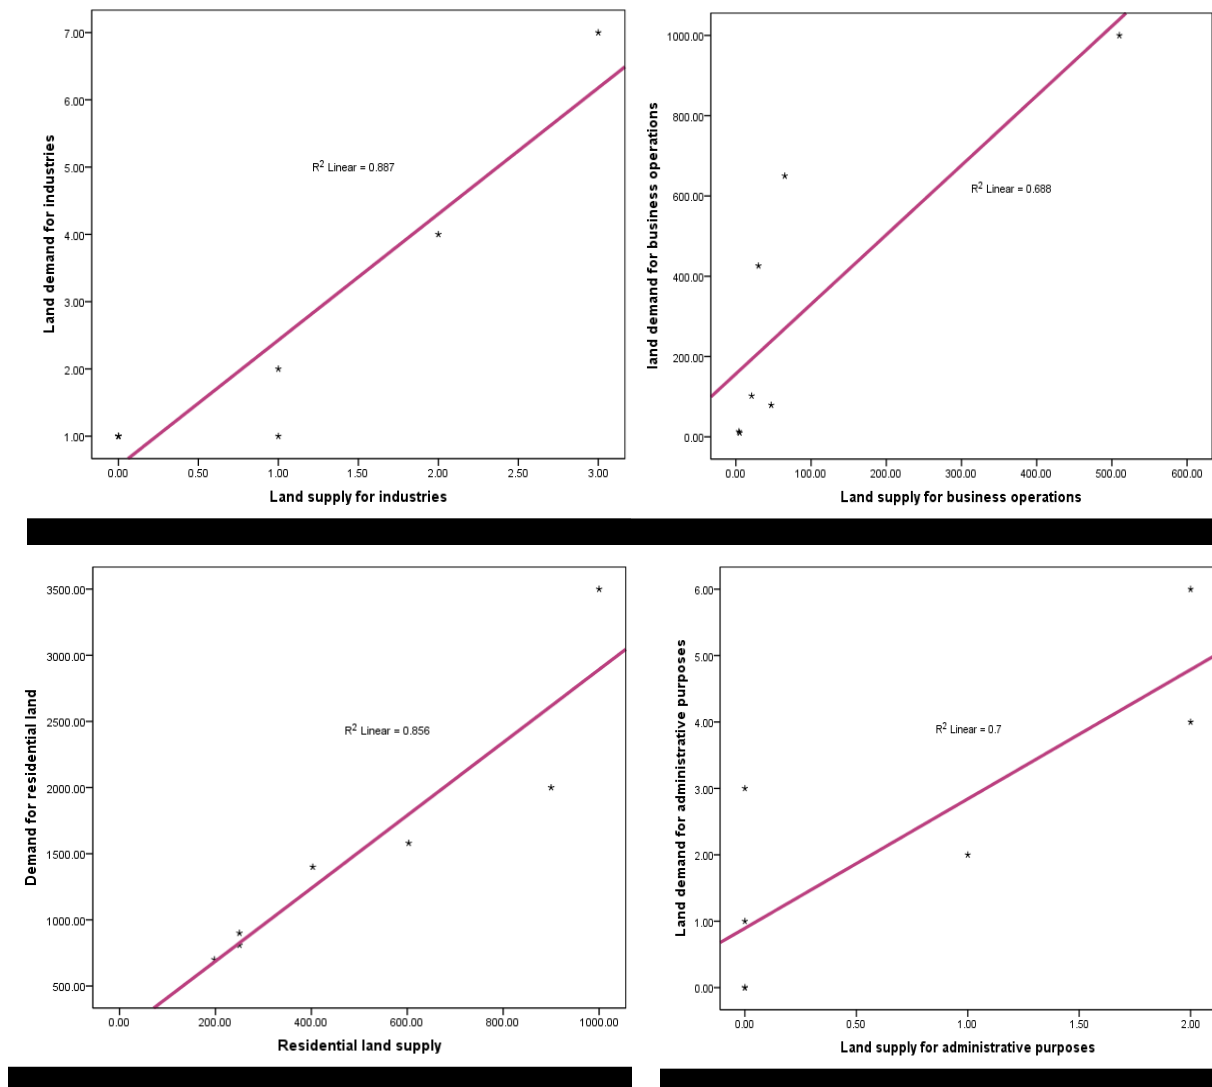 7.00
6.00
5.00
4.00
3.00
2.00
1.00
Land demand for industries
R² Linear = 0.887
0.00 0.50 1.00 1.50 2.00 2.50 3.00
Land supply for industries
1000.00
800.00
600.00
400.00
200.00
0.00
land demand for business operations
R² Linear = 0.688
0.00 100.00 200.00 300.00 400.00 500.00 600.00
Land supply for business operations
3500.00
3000.00
2500.00
2000.00
1500.00
1000.00
500.00
Demand for residential land
R² Linear = 0.856
0.00 200.00 400.00 600.00 800.00 1000.00
Residential land supply
6.00
5.00
4.00
3.00
2.00
1.00
0.00
Land demand for administrative purposes
R² Linear = 0.7
0.00 0.50 1.00 1.50 2.00
Land supply for administrative purposes